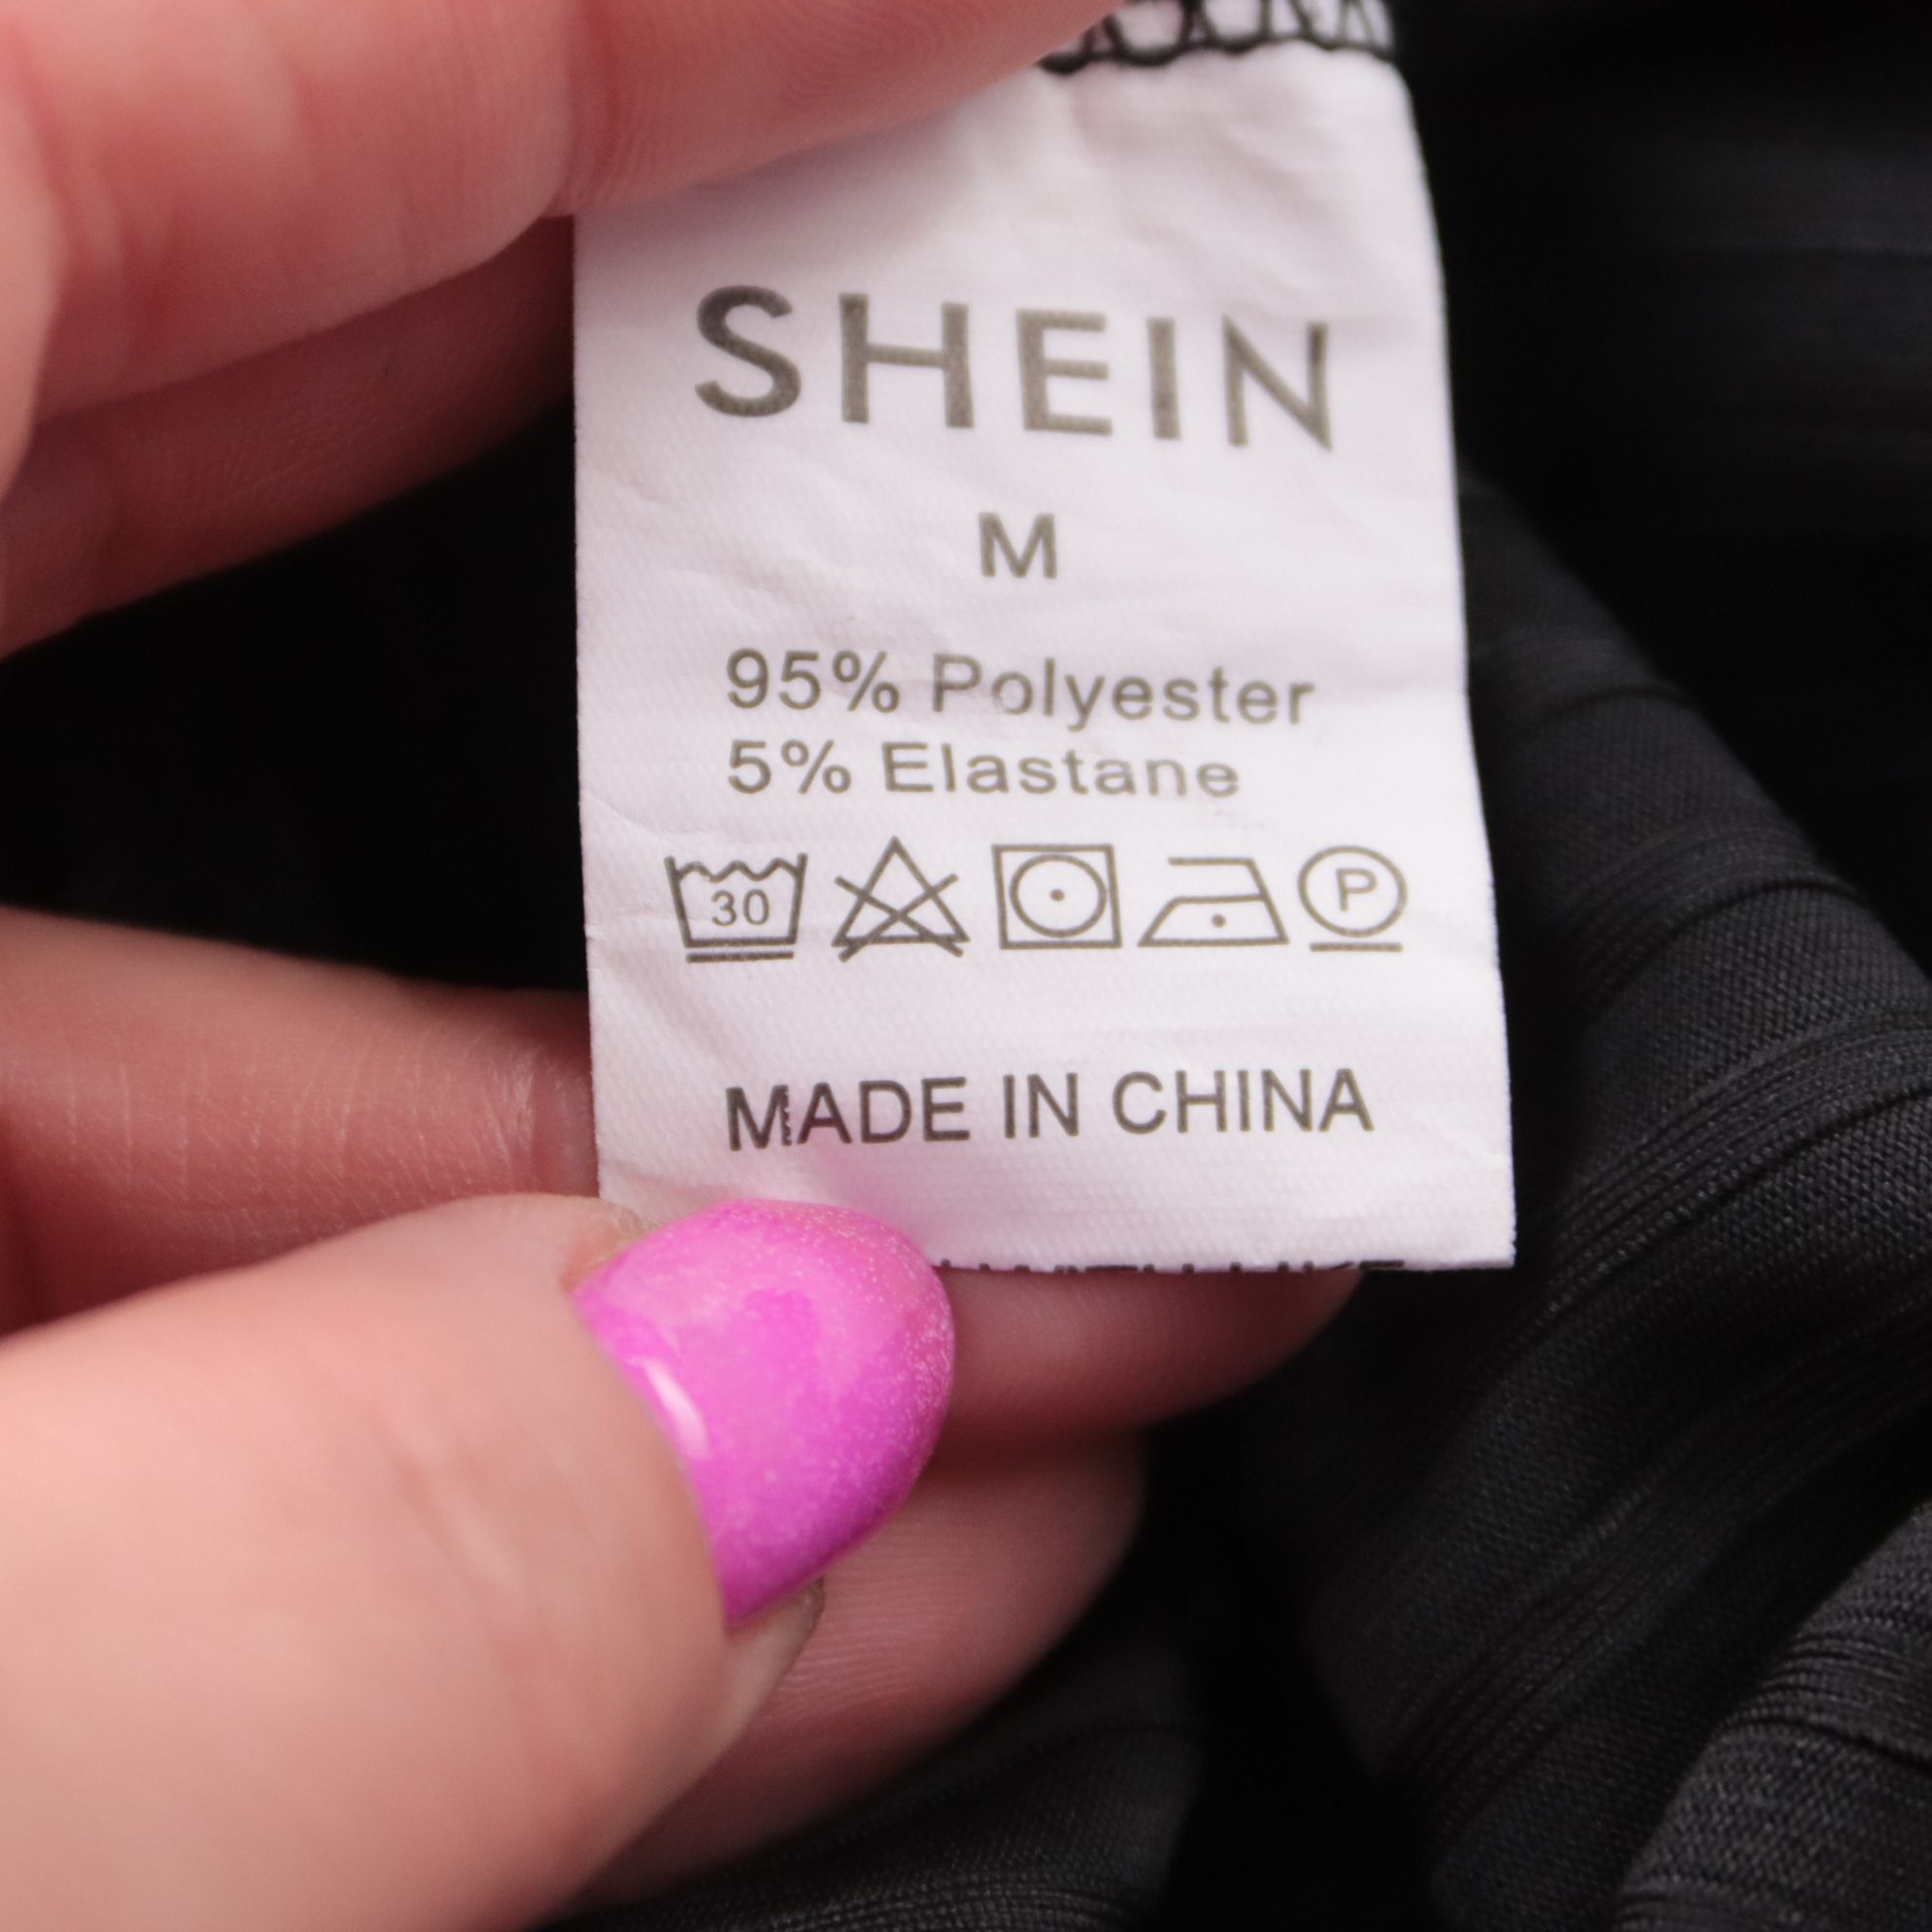 SHEIN
M
95% Polyester
5% Elastane
30 P
MADE IN CHINA